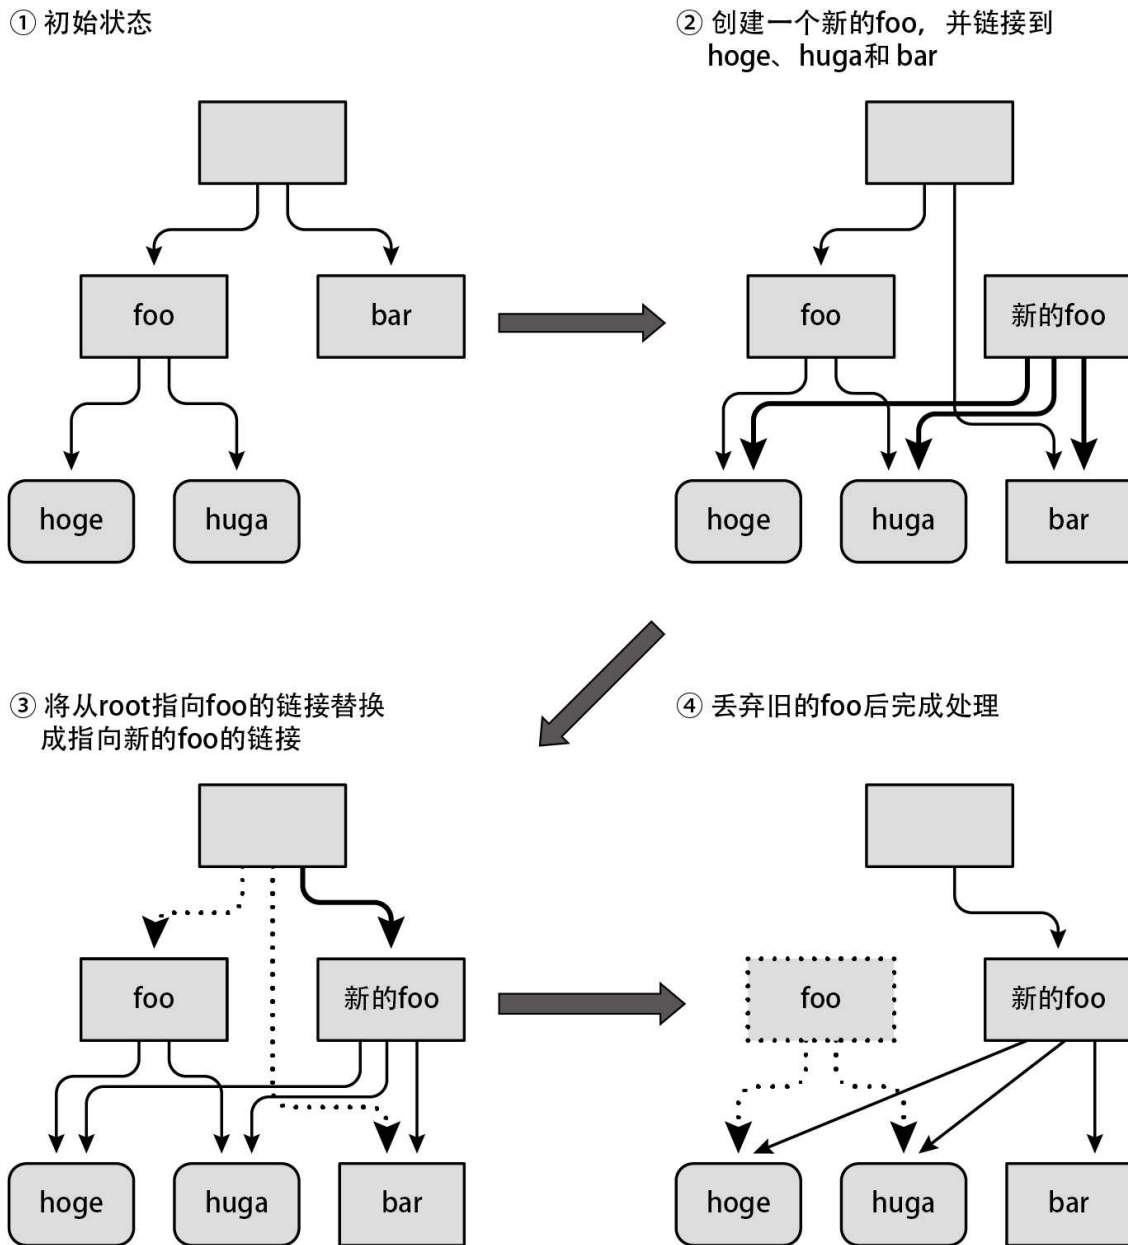 ① 初始状态
② 创建一个新的foo，并链接到
hoge、huga和 bar
foo
bar
hoge
huga
foo
新的foo
hoge
huga
bar
③ 将从root指向foo的链接替换
成指向新的foo的链接
④ 丢弃旧的foo后完成处理
foo
新的foo
hoge
huga
bar
foo
新的foo
hoge
huga
bar